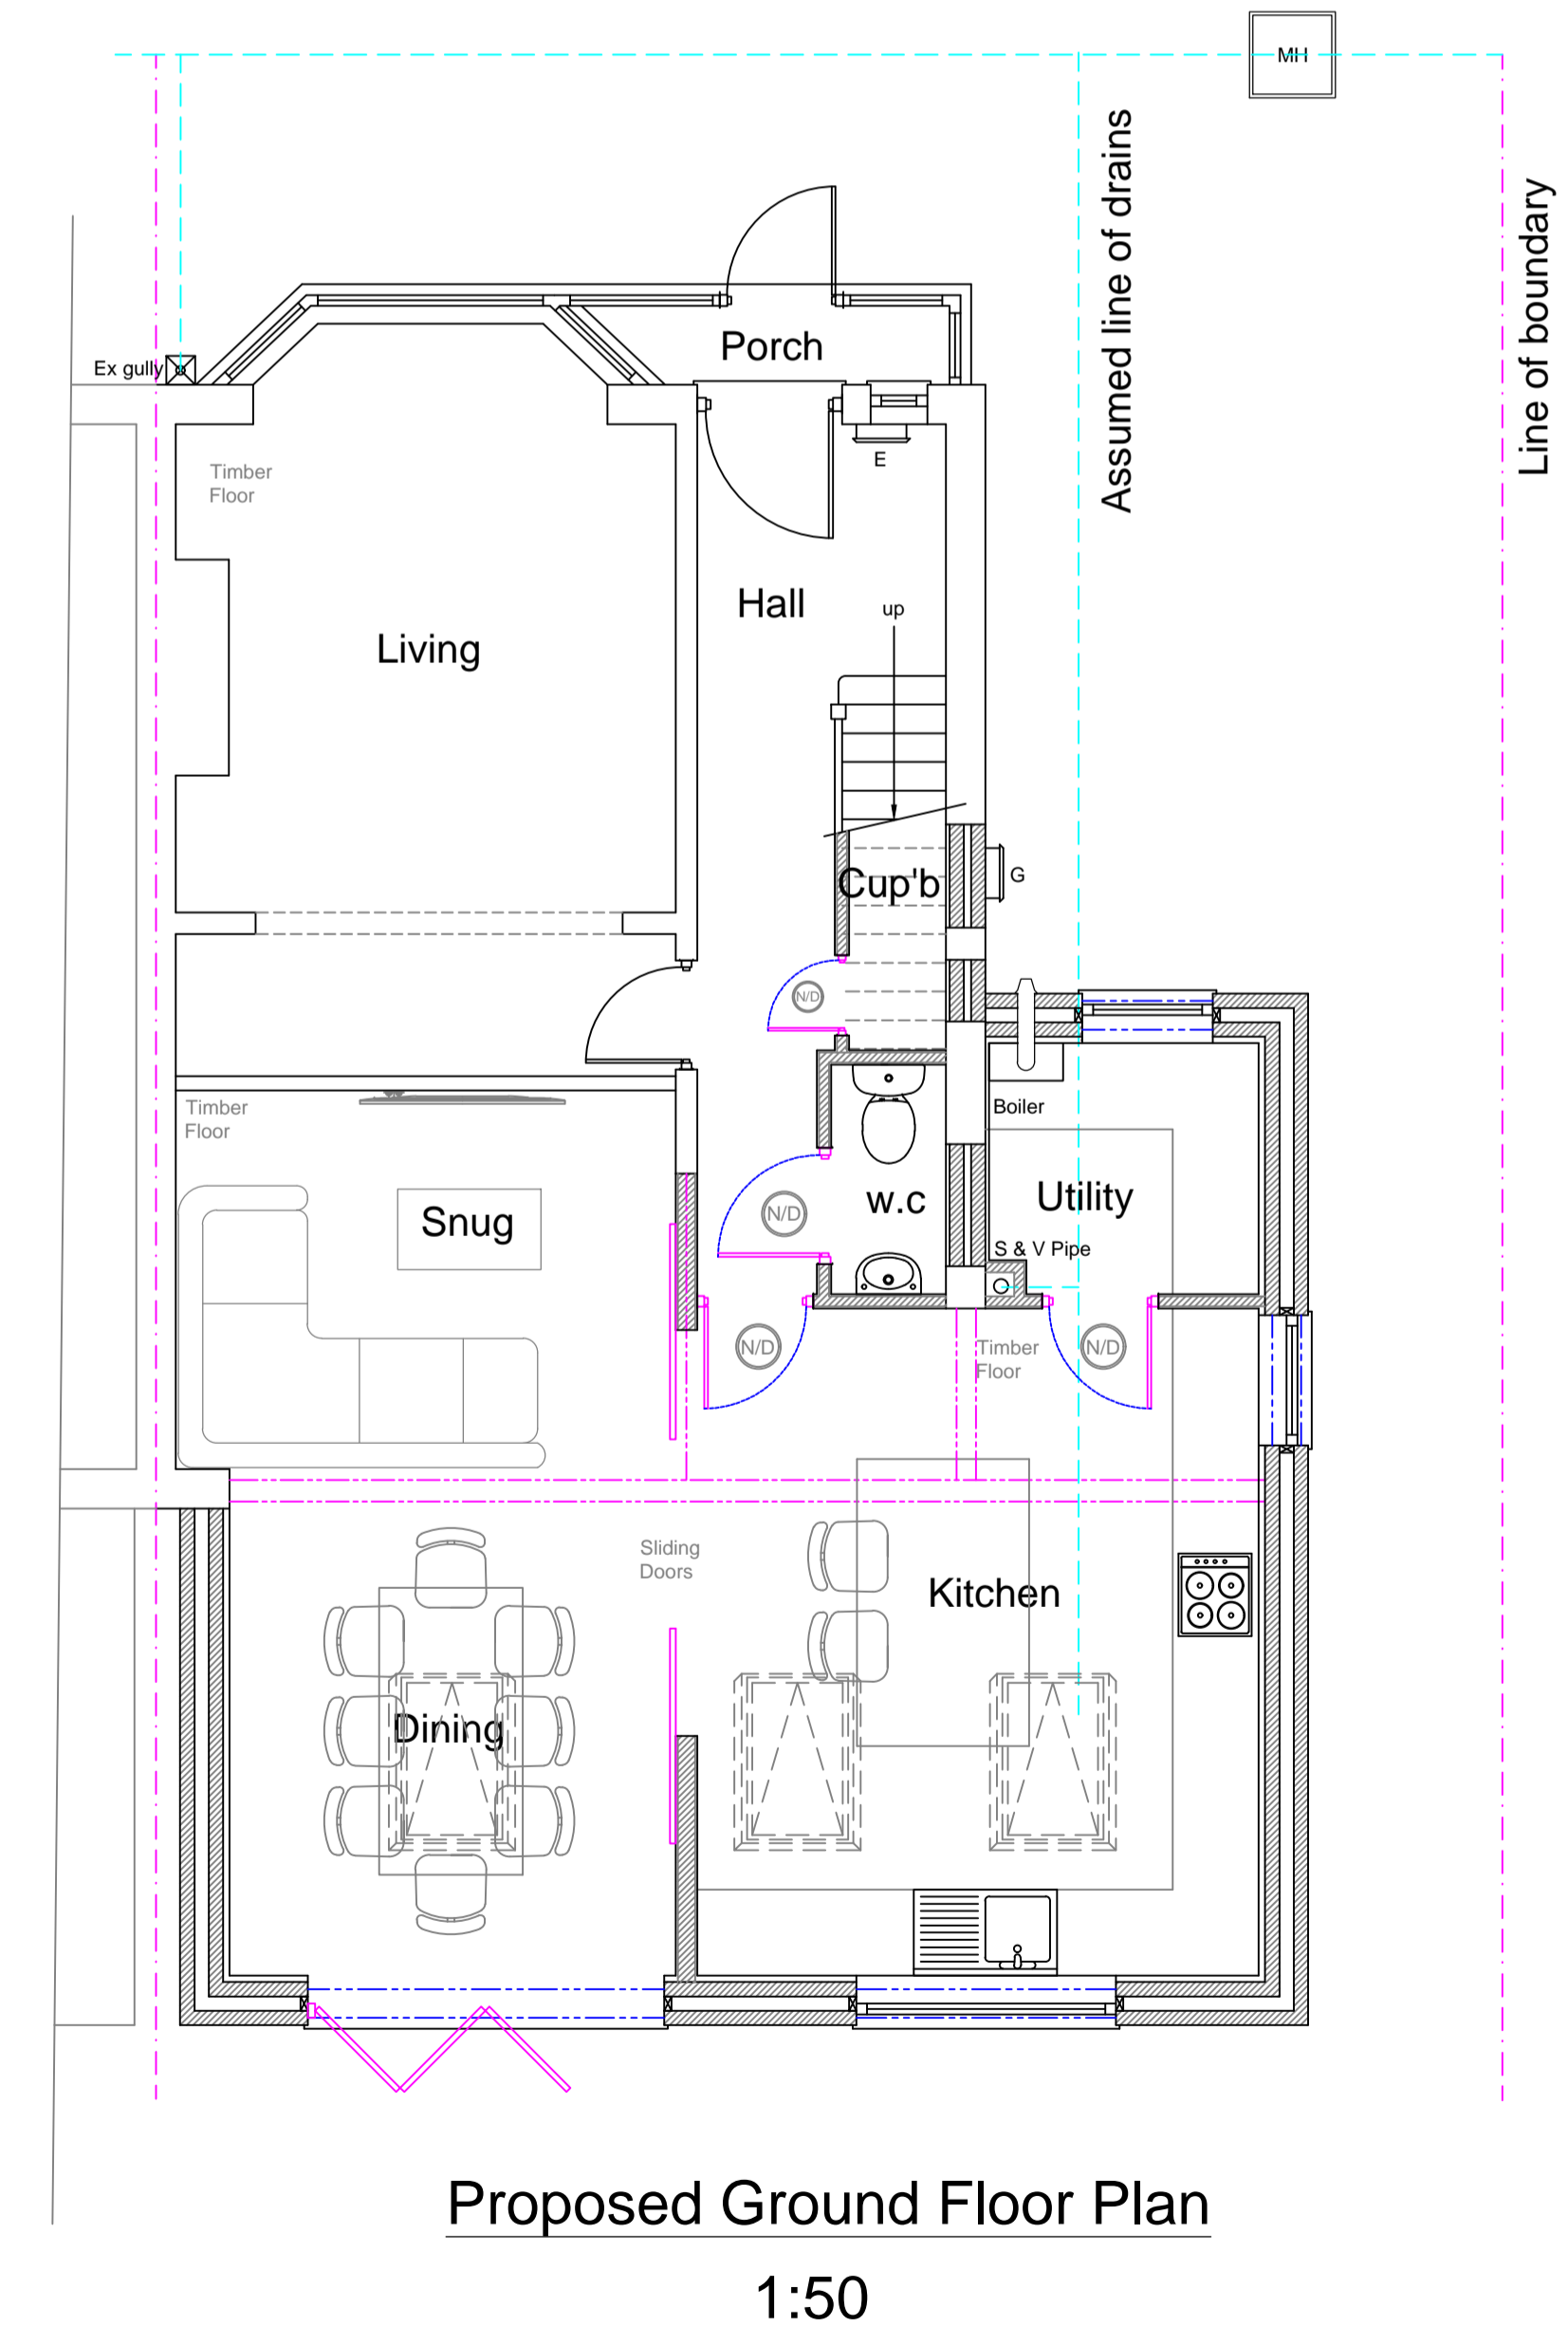 MH
Assumed line of drains
Line of boundary
Porch
Ex gully
E
Timber
Floor
Hall
up
Living
Cup'b
G
N/D
Boiler
Timber
Floor
Snug
N/D
w.c
Utility
S & V Pipe
N/D
Timber
Floor
N/D
Sliding
Doors
Kitchen
Dining
Proposed Ground Floor Plan
1:50